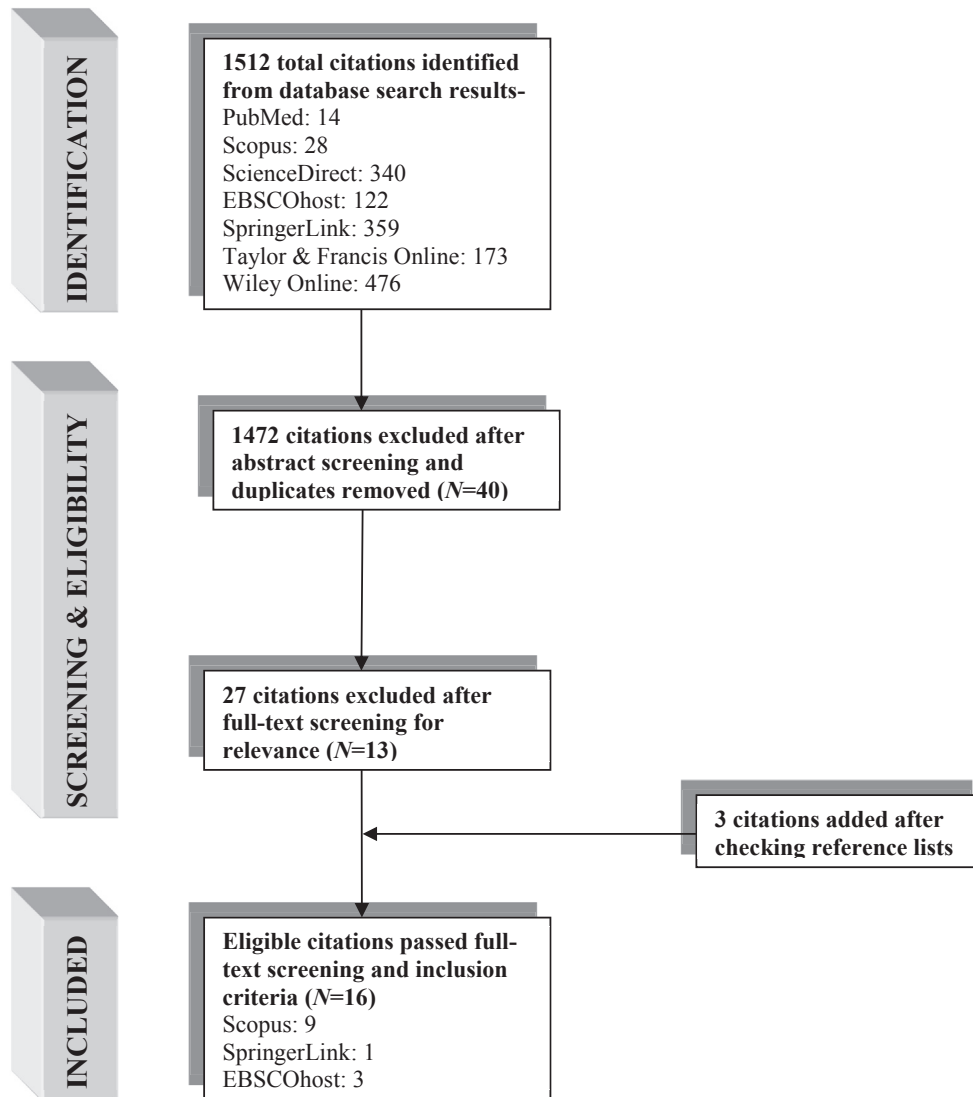 IDENTIFICATION
1512 total citations identified
from database search results-
PubMed: 14
Scopus: 28
ScienceDirect: 340
EBSCOhost: 122
SpringerLink: 359
Taylor & Francis Online: 173
Wiley Online: 476
SCREENING & ELIGIBILITY
1472 citations excluded after
abstract screening and
duplicates removed (N=40)
27 citations excluded after
full-text screening for
relevance (N=13)
3 citations added after
checking reference lists
INCLUDED
Eligible citations passed full-
text screening and inclusion
criteria (N=16)
Scopus: 9
SpringerLink: 1
EBSCOhost: 3